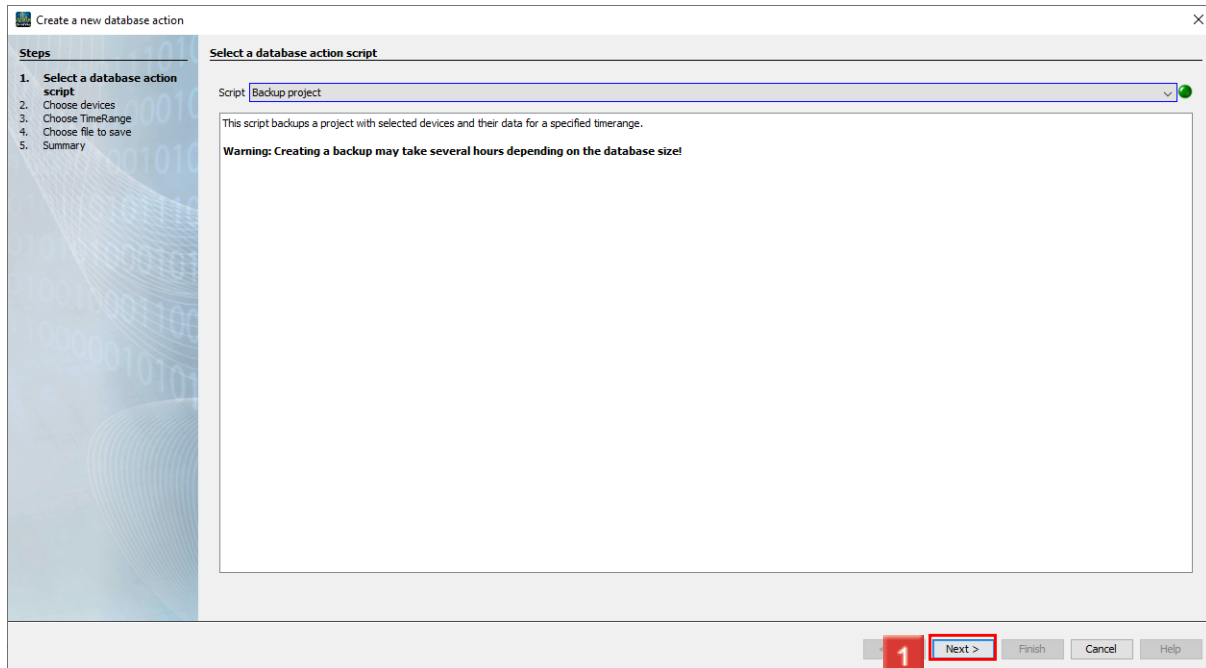 Create a new database action
Steps
1. Select a database action
script
2. Choose devices
3. Choose TimeRange
4. Choose file to save
5. Summary
Select a database action script
Script Backup project
This script backups a project with selected devices and their data for a specified timerange.
Warning: Creating a backup may take several hours depending on the database size!
< 1 Next > Finish Cancel Help